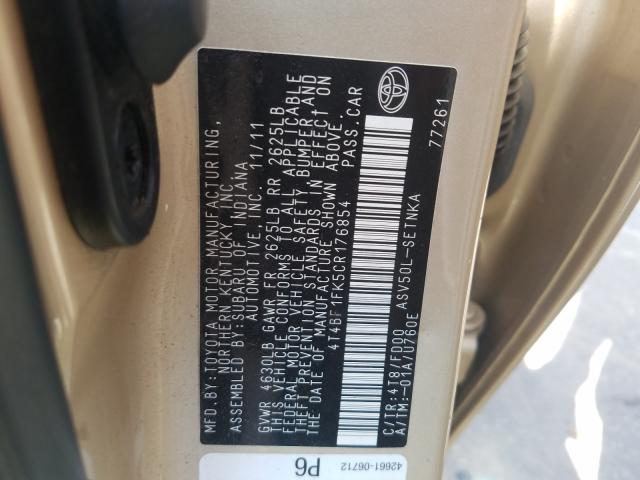 MFD.BY:TOYOTA MOTOR MANUFACTURING,
NORTHERN KENTUCKY, INC.
ASSEMBLED BY:SUBARU OF INDIANA
AUTOMOTIVE, INC. 11/11
GVWR 4630LB GAWR FR 2625LB RR 2625LB
THIS VEHICLE CONFORMS TO ALL APPLICABLE
FEDERAL MOTOR VEHICLE SAFETY, BUMPER, AND
THEFT PREVENTION STANDARDS IN EFFECT ON
THE DATE OF MANUFACTURE SHOWN ABOVE.
4T4BF1FK5CR176854 PASS.CAR
C/TR:4T8/FD00 ASV50L-SETNKA
A/TM:-01A/U760E 77261
42661-06712
P6